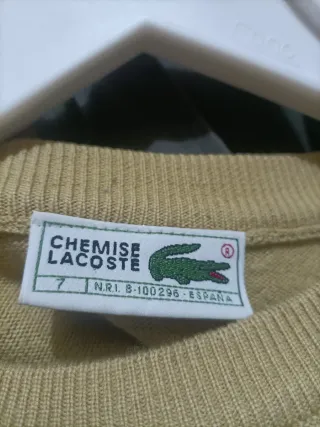 CHEMISE
LACOSTE
®
7 N.R.I. 8-100296 - ESPAÑA